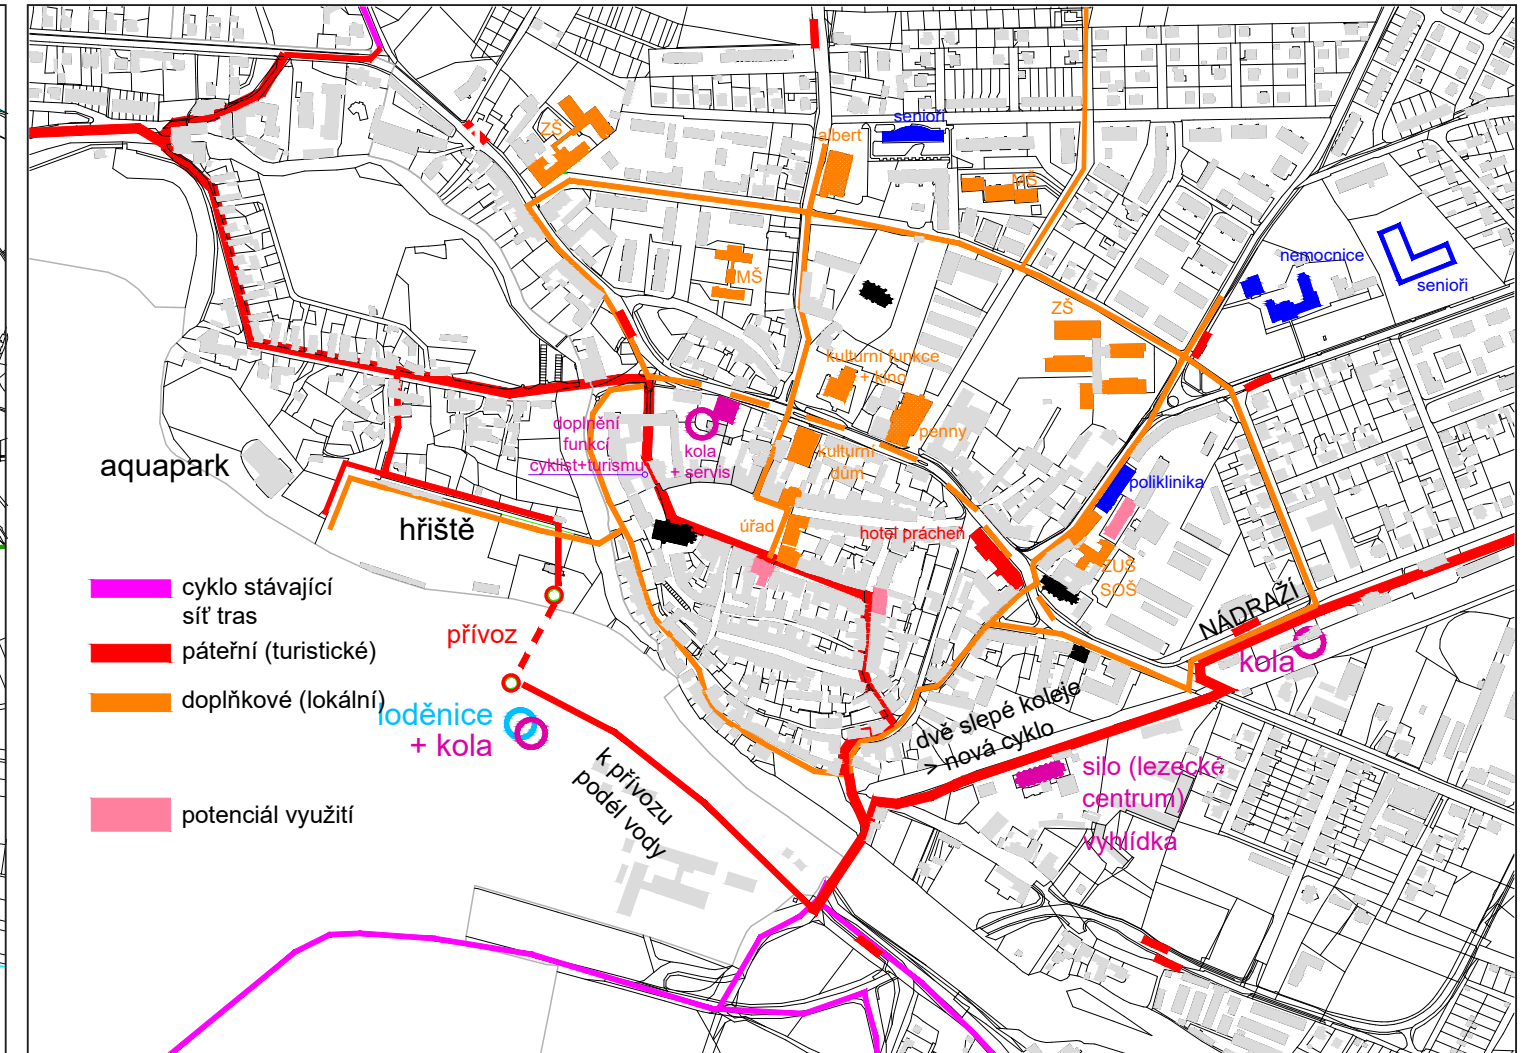 ZŠ
senioři
albert
MŠ
nemocnice
senioři
MŠ
ZŠ
kulturní funkce
+ kino
doplnění
funkcí
cyklist+turismu
kola
+ servis
penny
kulturní
dům
aquapark
poliklinika
hřiště
úřad
hotel prácheň
ZUŠ
SOŠ
cyklo stávající
síť tras
NÁDRAŽÍ
přívoz
páteřní (turistické)
kola
doplňkové (lokální)
loděnice
+ kola
dvě slepé koleje
> nová cyklo
k přívozu
podél vody
silo (lezecké
centrum)
vyhlídka
potenciál využití